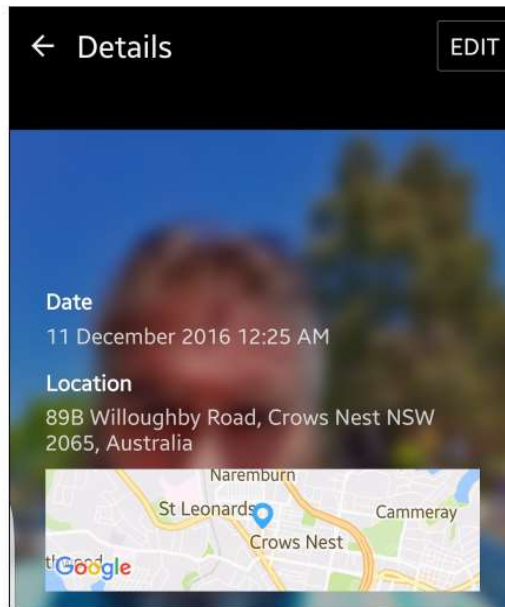 Details
EDIT
Date
11 December 2016 12:25 AM
Location
89B Willoughby Road, Crows Nest NSW
2065, Australia
Naremburn
St Leonards
Cammeray
Crows Nest
Google